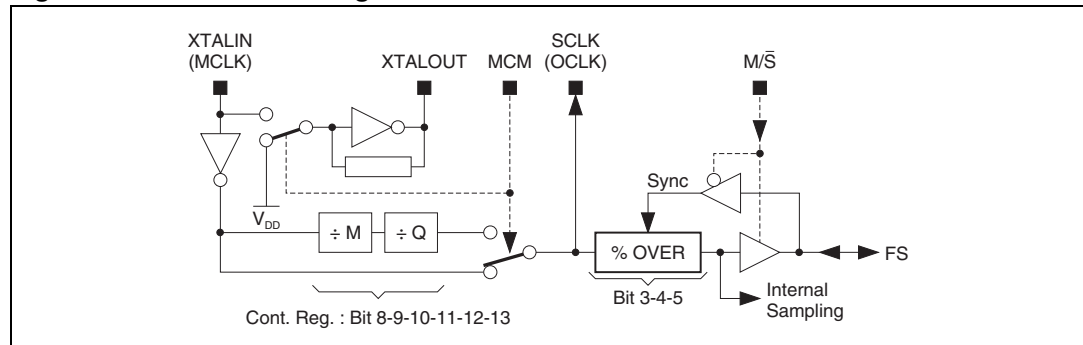 XTALIN
(MCLK)
XTALOUT
MCM
SCLK
(OCLK)
M/S̅
Sync
V_DD
÷ M
÷ Q
% OVER
FS
Bit 3-4-5
Internal
Sampling
Cont. Reg. : Bit 8-9-10-11-12-13